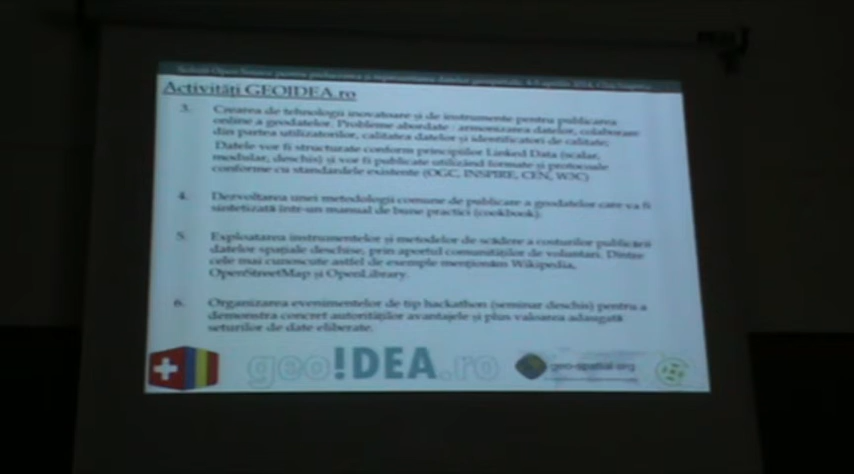 Activități GEOIDEA.ro
3. Crearea de tehnologii inovatoare și de instrumente pentru publicarea
online a geodatelor. Probleme abordate : armonizarea datelor, colaborare
din partea utilizatorilor, calitatea datelor și identificatori de calitate;
Datele vor fi structurate conform principiilor Linked Data (scalar,
modular, deschis) și vor fi publicate utilizând formate și protocoale
conforme cu standardele existente (OGC, INSPIRE, CEN, W3C)
4. Dezvoltarea unei metodologii comune de publicare a geodatelor care va fi
sintetizată într-un manual de bune practici (cookbook);
5. Exploatarea instrumentelor și metodelor de scădere a costurilor publicării
datelor spațiale deschise, prin aportul comunităților de voluntari. Dintre
cele mai cunoscute astfel de exemple menționăm Wikipedia,
OpenStreetMap și OpenLibrary.
6. Organizarea evenimentelor de tip hackathon (seminar deschis) pentru a
demonstra concret autorităților avantajele și plus valoarea adaugată
seturilor de date eliberate.
geo!DEA.ro
geo-spatial.org